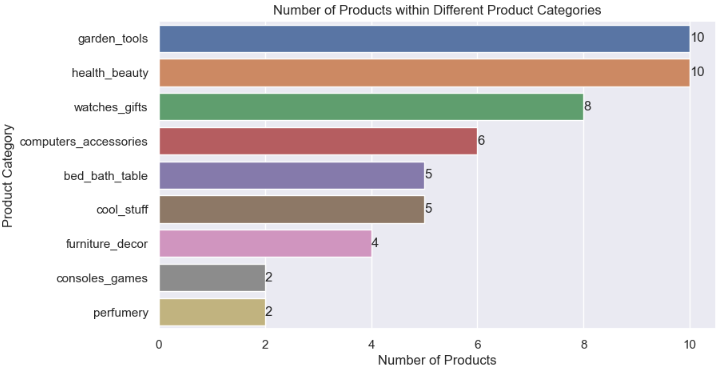 Number of Products within Different Product Categories
Product Category
garden_tools 10
health_beauty 10
watches_gifts 8
computers_accessories 6
bed_bath_table 5
cool_stuff 5
furniture_decor 4
consoles_games 2
perfumery 2
0 2 4 6 8 10
Number of Products